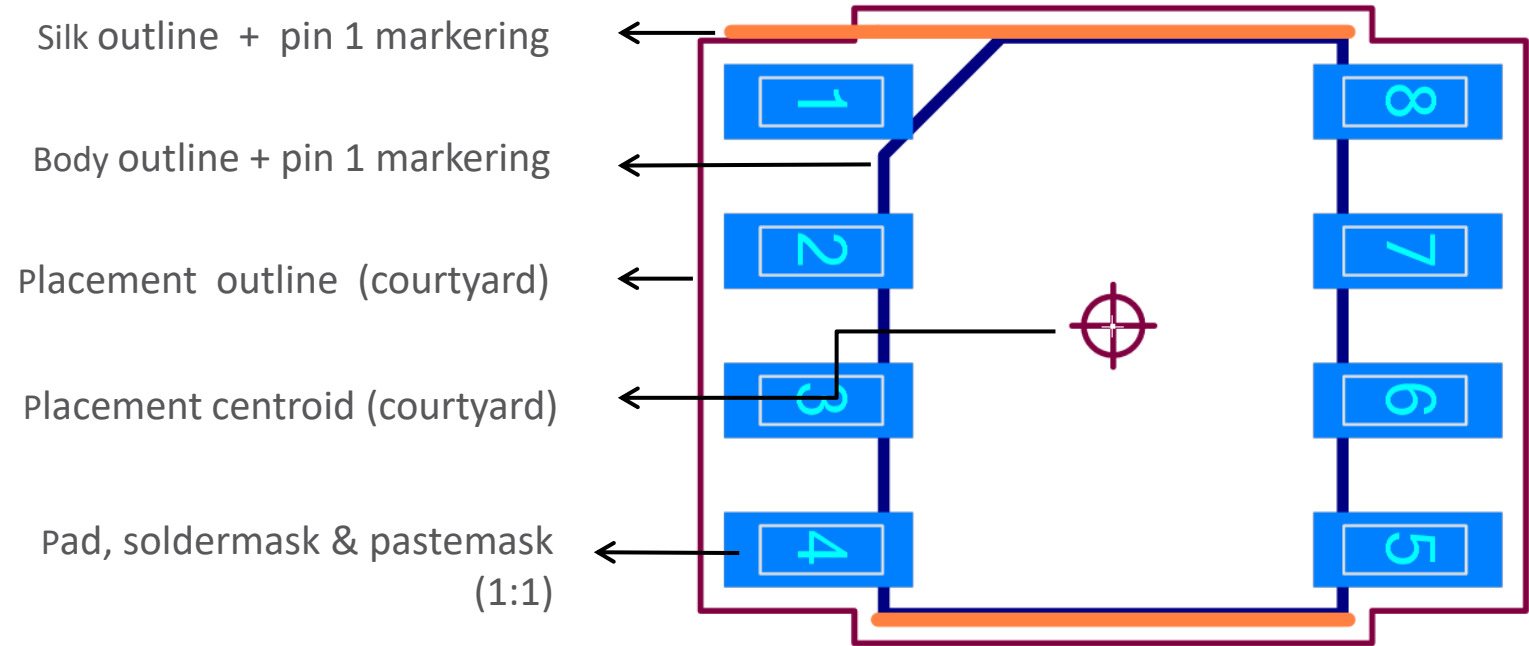 Silk outline + pin 1 markering
Body outline + pin 1 markering
Placement outline (courtyard)
Placement centroid (courtyard)
Pad, soldermask & pastemask
(1:1)
1
2
3
4
8
7
6
5